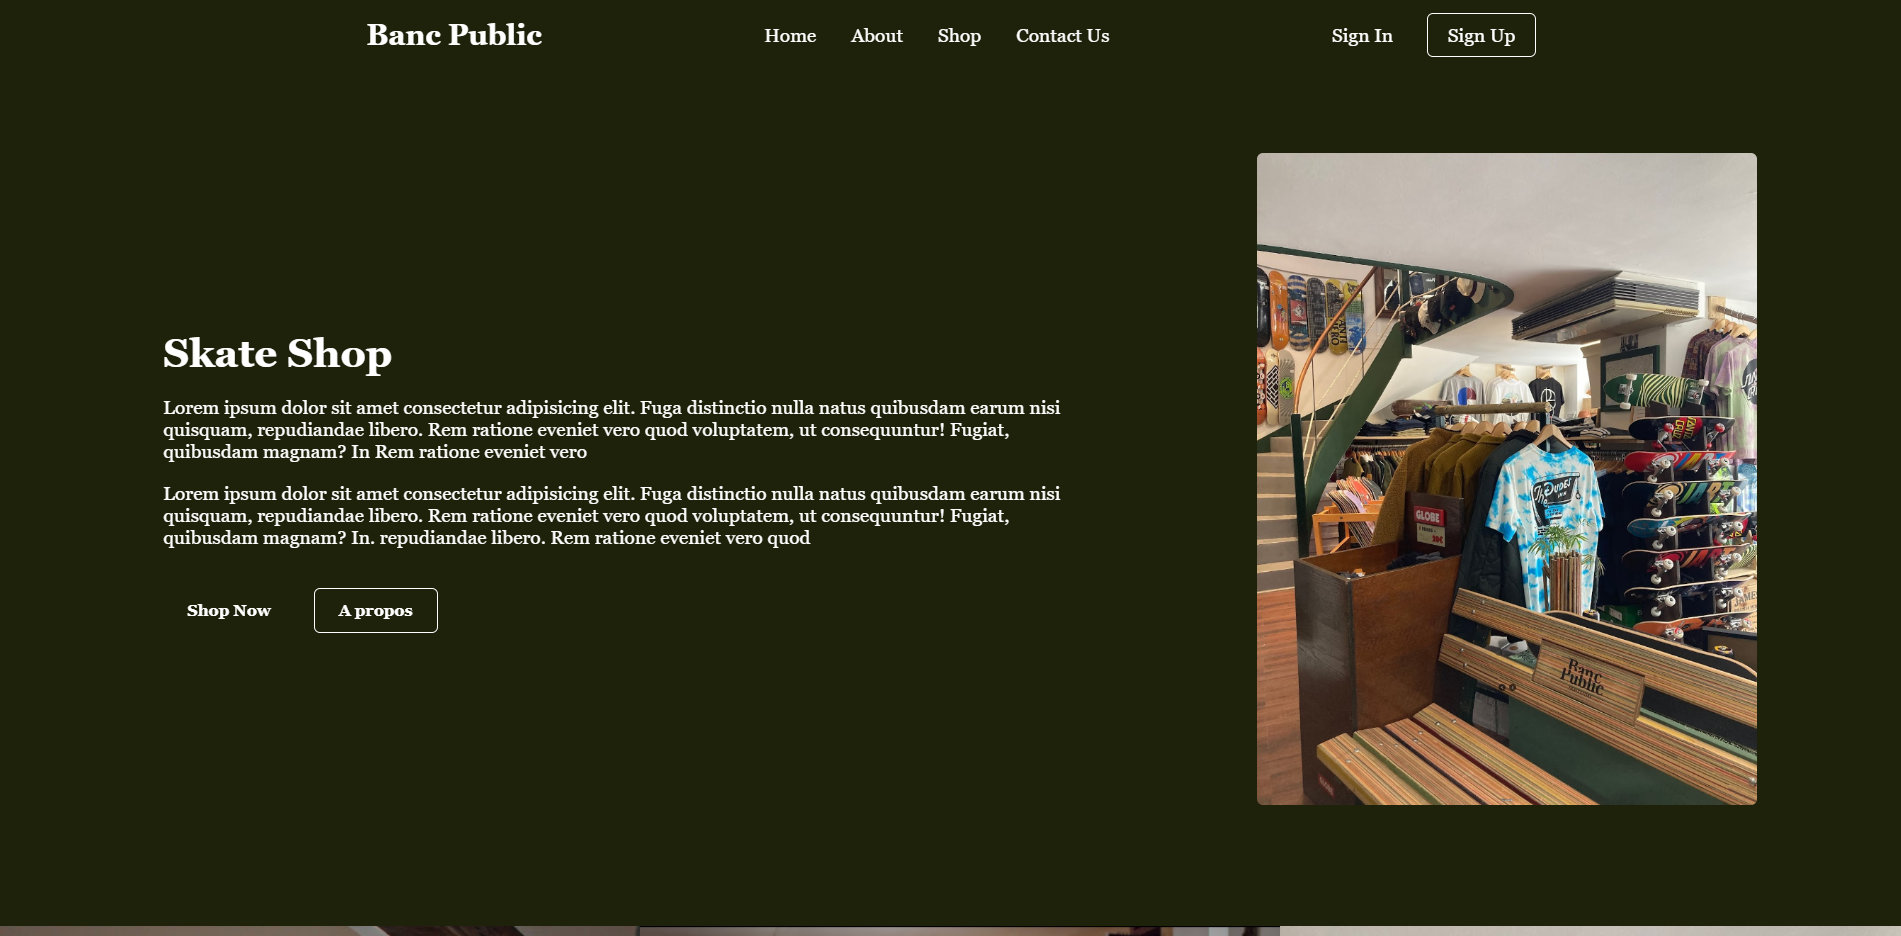 Banc Public
Home About Shop Contact Us
Sign In Sign Up
Skate Shop
Lorem ipsum dolor sit amet consectetur adipisicing elit. Fuga distinctio nulla natus quibusdam earum nisi
quisquam, repudiandae libero. Rem ratione eveniet vero quod voluptatem, ut consequuntur! Fugiat,
quibusdam magnam? In Rem ratione eveniet vero
Lorem ipsum dolor sit amet consectetur adipisicing elit. Fuga distinctio nulla natus quibusdam earum nisi
quisquam, repudiandae libero. Rem ratione eveniet vero quod voluptatem, ut consequuntur! Fugiat,
quibusdam magnam? In. repudiandae libero. Rem ratione eveniet vero quod
Shop Now A propos
GLOBE
Banc
Public